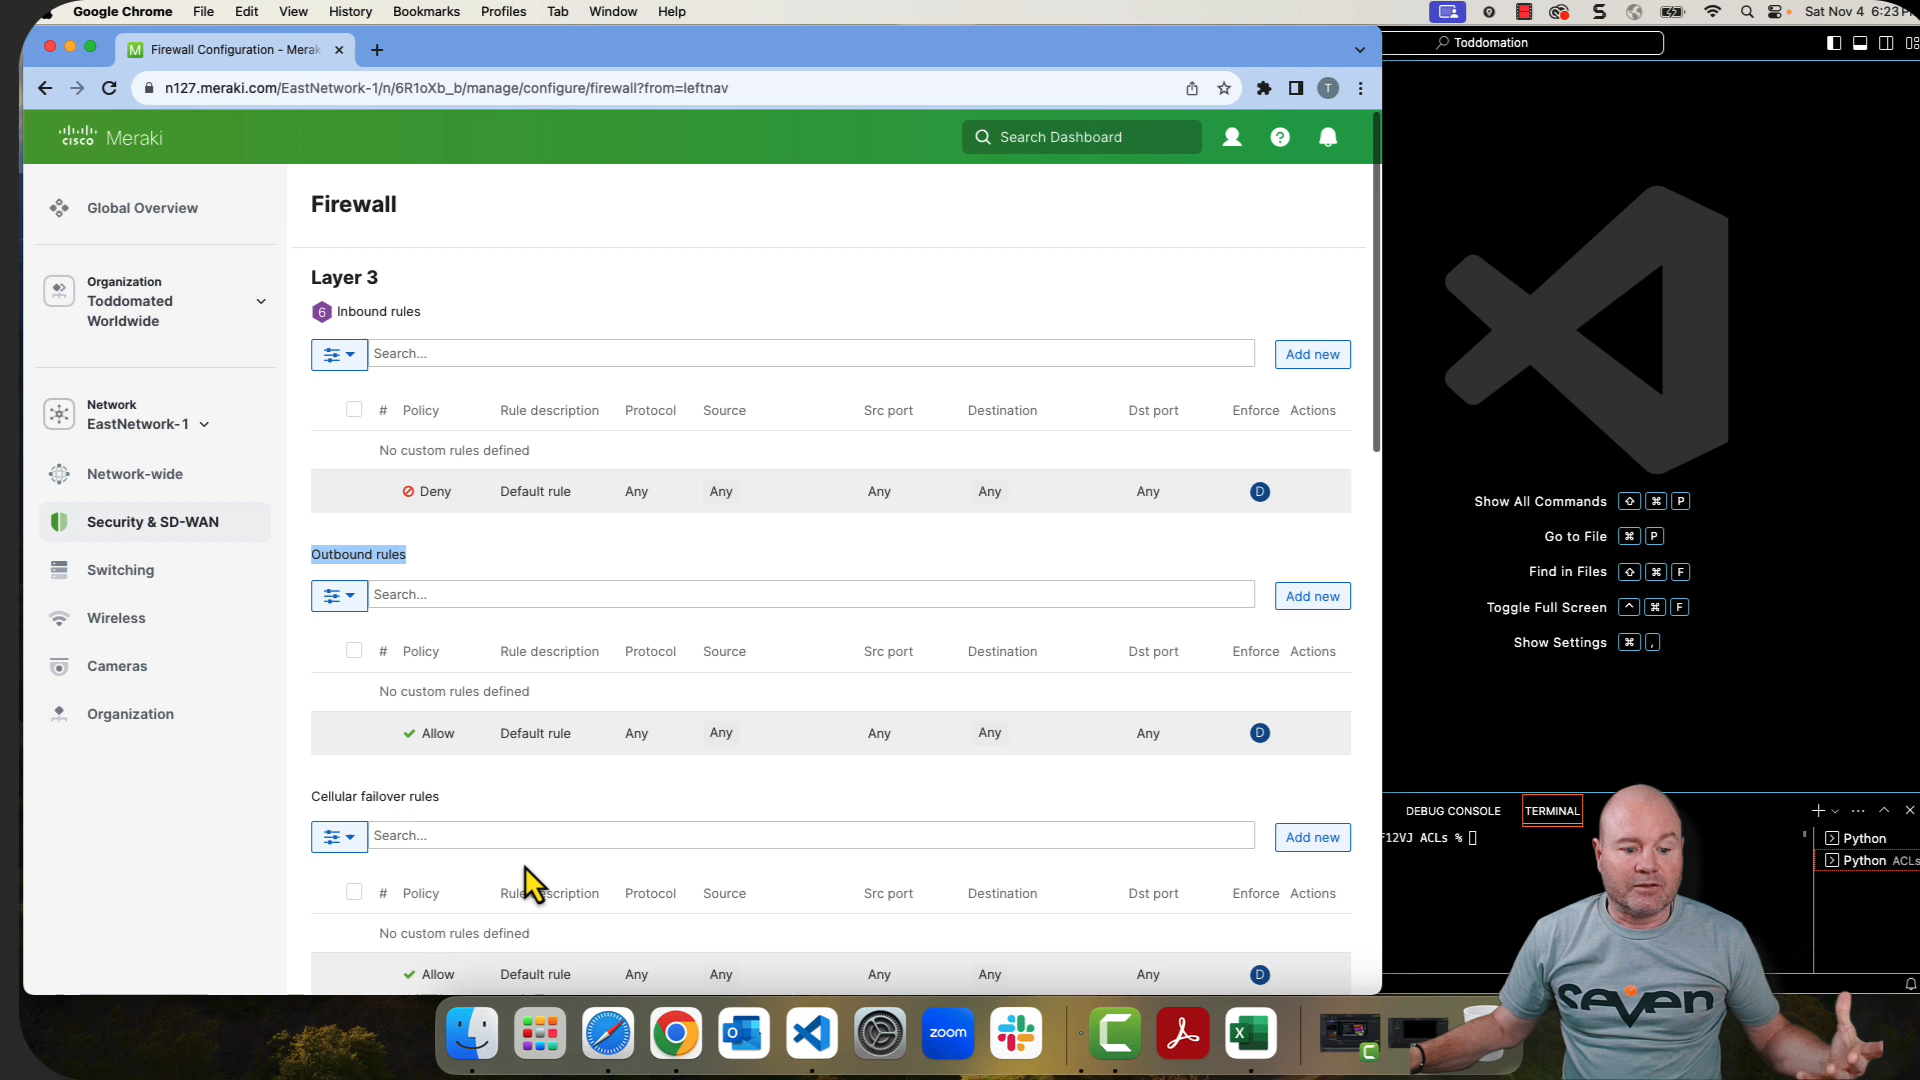 Google Chrome File Edit View History Bookmarks Profiles Tab Window Help
Sat Nov 4 6:23
Firewall Configuration - Merak
n127.meraki.com/EastNetwork-1/n/6R1oXb_b/manage/configure/firewall?from=leftnav
T
Toddomation
CISCO Meraki
Search Dashboard
Global Overview
Organization
Toddomated
Worldwide
Network
EastNetwork-1
Network-wide
Security & SD-WAN
Switching
Wireless
Cameras
Organization
Firewall
Layer 3
6 Inbound rules
Search...
Add new
# Policy Rule description Protocol Source Src port Destination Dst port Enforce Actions
No custom rules defined
Deny Default rule Any Any Any Any Any D
Outbound rules
Search...
Add new
# Policy Rule description Protocol Source Src port Destination Dst port Enforce Actions
No custom rules defined
Allow Default rule Any Any Any Any Any D
Cellular failover rules
Search...
Add new
# Policy Rule description Protocol Source Src port Destination Dst port Enforce Actions
No custom rules defined
Allow Default rule Any Any Any Any Any D
Show All Commands ⇧ ⌘ P
Go to File ⌘ P
Find in Files ⇧ ⌘ F
Toggle Full Screen ^ ⌘ F
Show Settings ⌘ ,
DEBUG CONSOLE TERMINAL
F12VJ ACLs %
Python
Python ACLs
seven
zoom